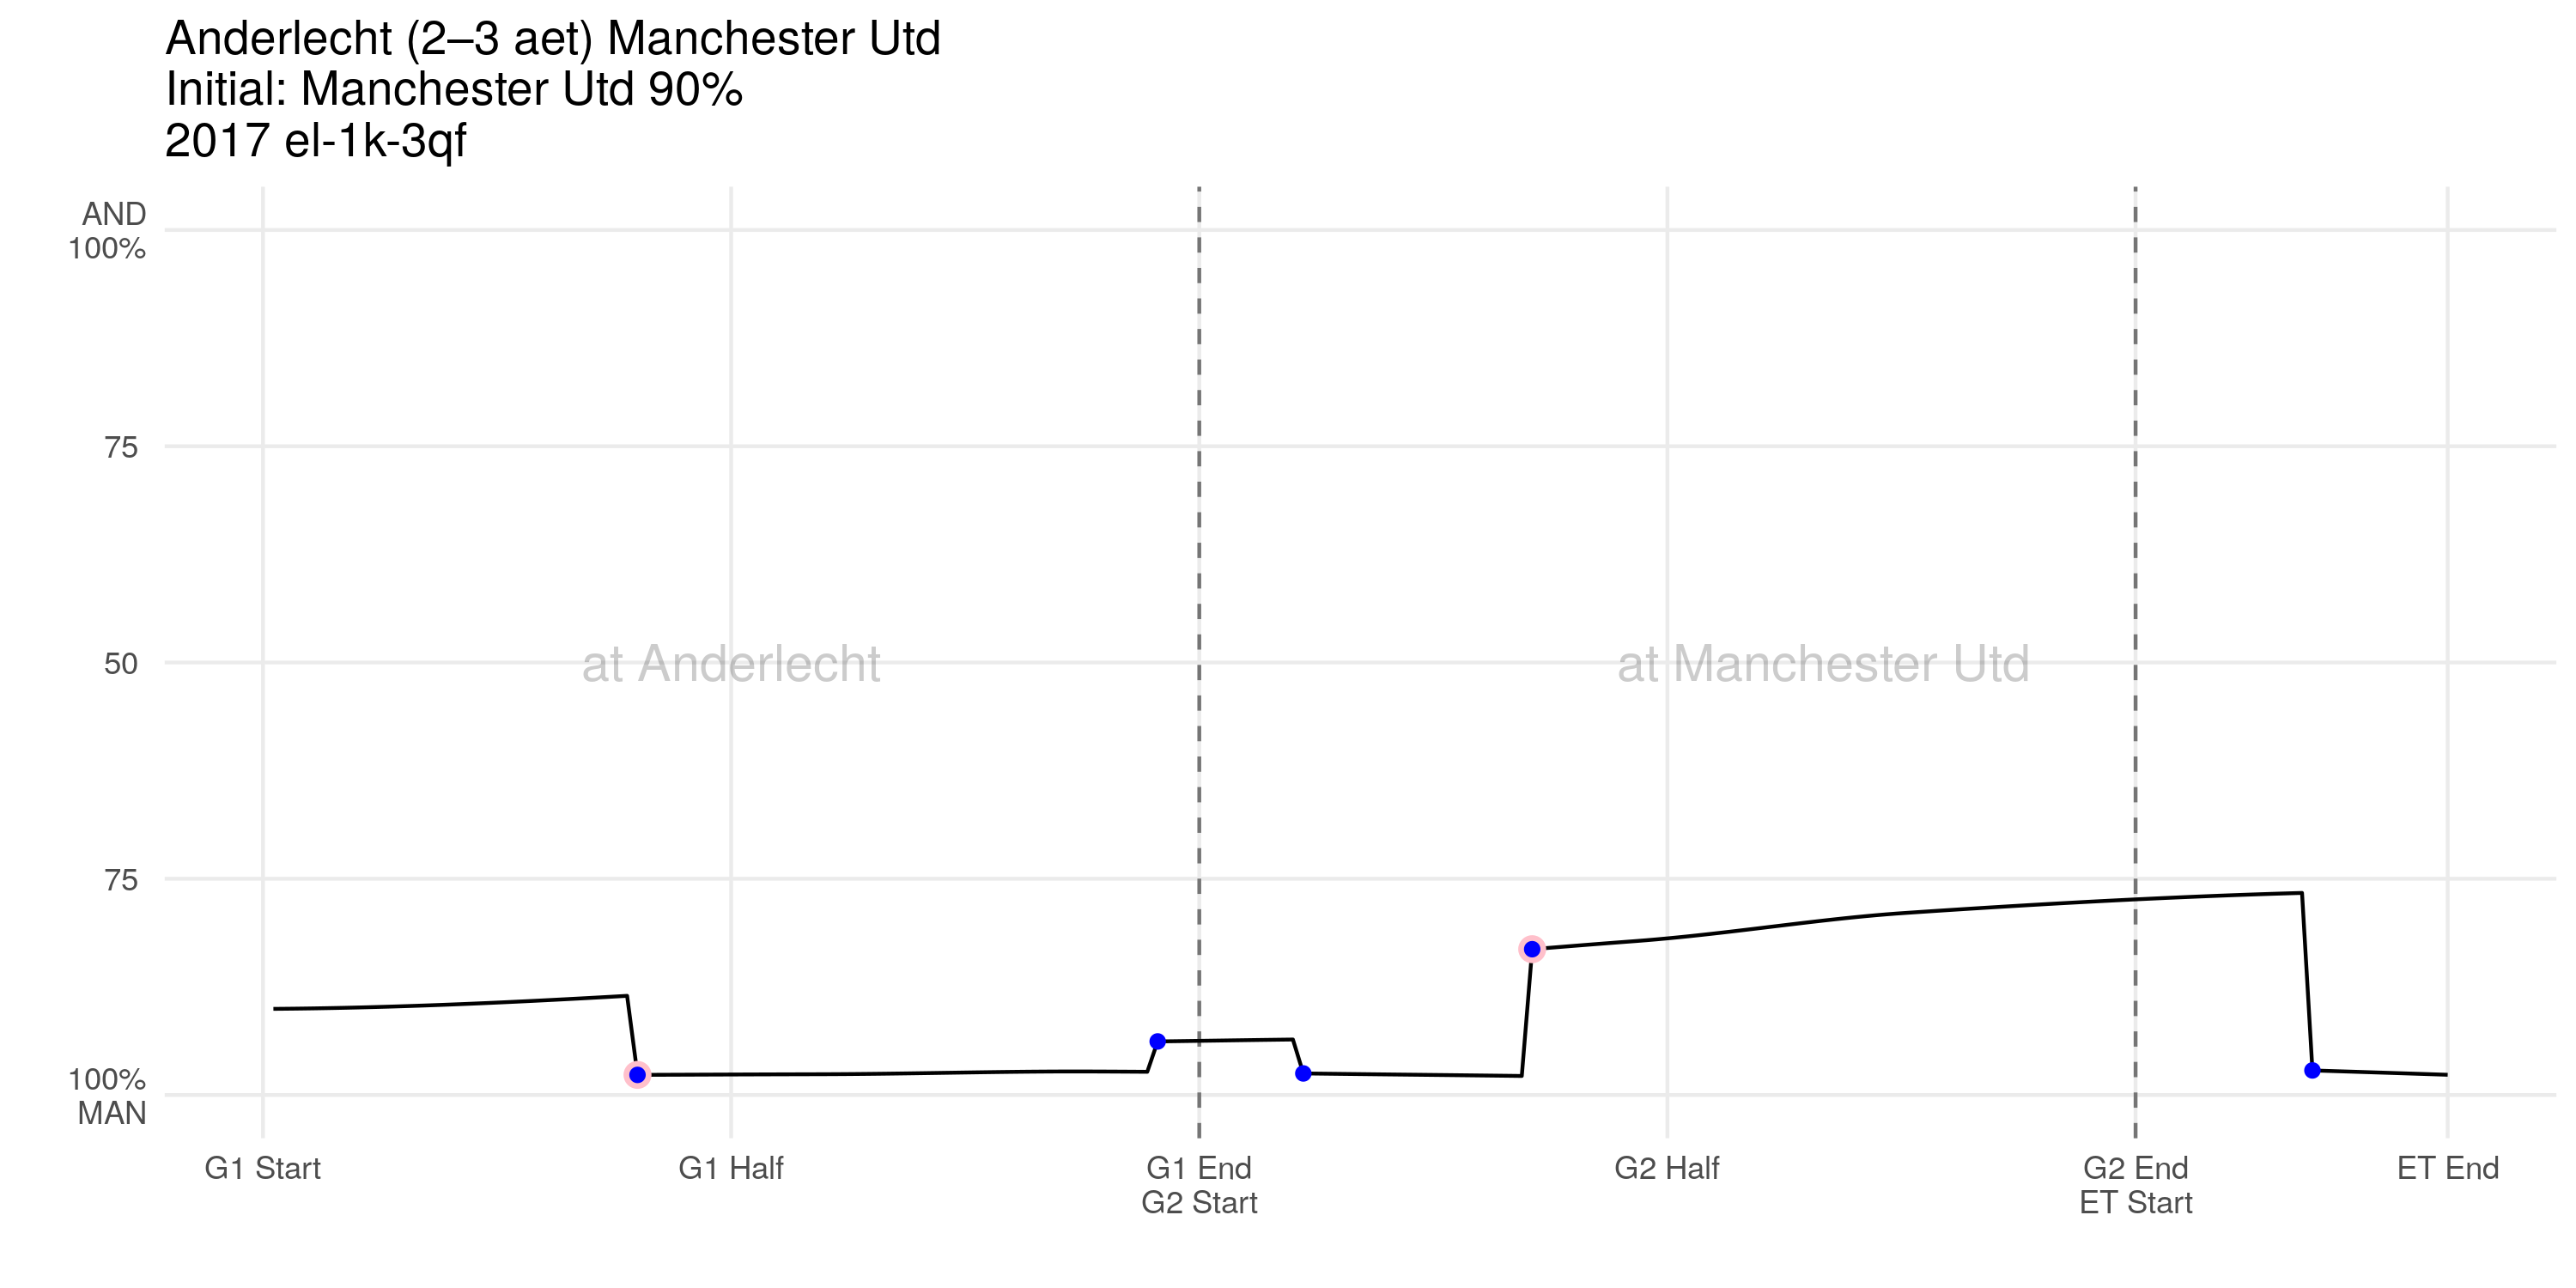 Anderlecht (2–3 aet) Manchester Utd
Initial: Manchester Utd 90%
2017 el-1k-3qf
AND
100%
75
50
75
100%
MAN
at Anderlecht
at Manchester Utd
G1 Start
G1 Half
G1 End
G2 Start
G2 Half
G2 End
ET Start
ET End